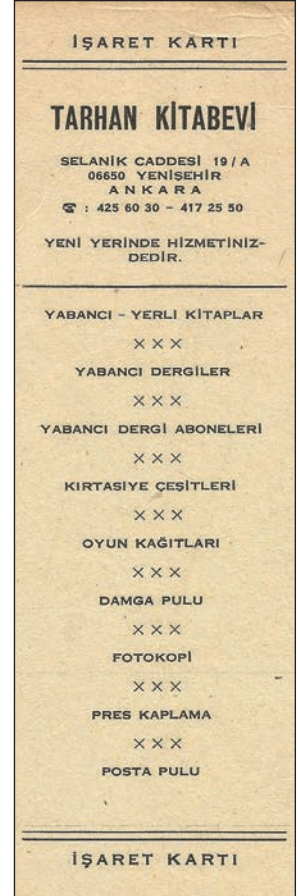 İŞARET KARTI
TARHAN KİTABEVİ
SELANİK CADDESİ 19/A
06650 YENİŞEHİR
ANKARA
☎ : 425 60 30 – 417 25 50
YENİ YERİNDE HİZMETİNİZ-
DEDİR.
YABANCI – YERLİ KİTAPLAR
×××
YABANCI DERGİLER
×××
YABANCI DERGİ ABONELERİ
×××
KIRTASİYE ÇEŞİTLERİ
×××
OYUN KAĞITLARI
×××
DAMGA PULU
×××
FOTOKOPİ
×××
PRES KAPLAMA
×××
POSTA PULU
İŞARET KARTI